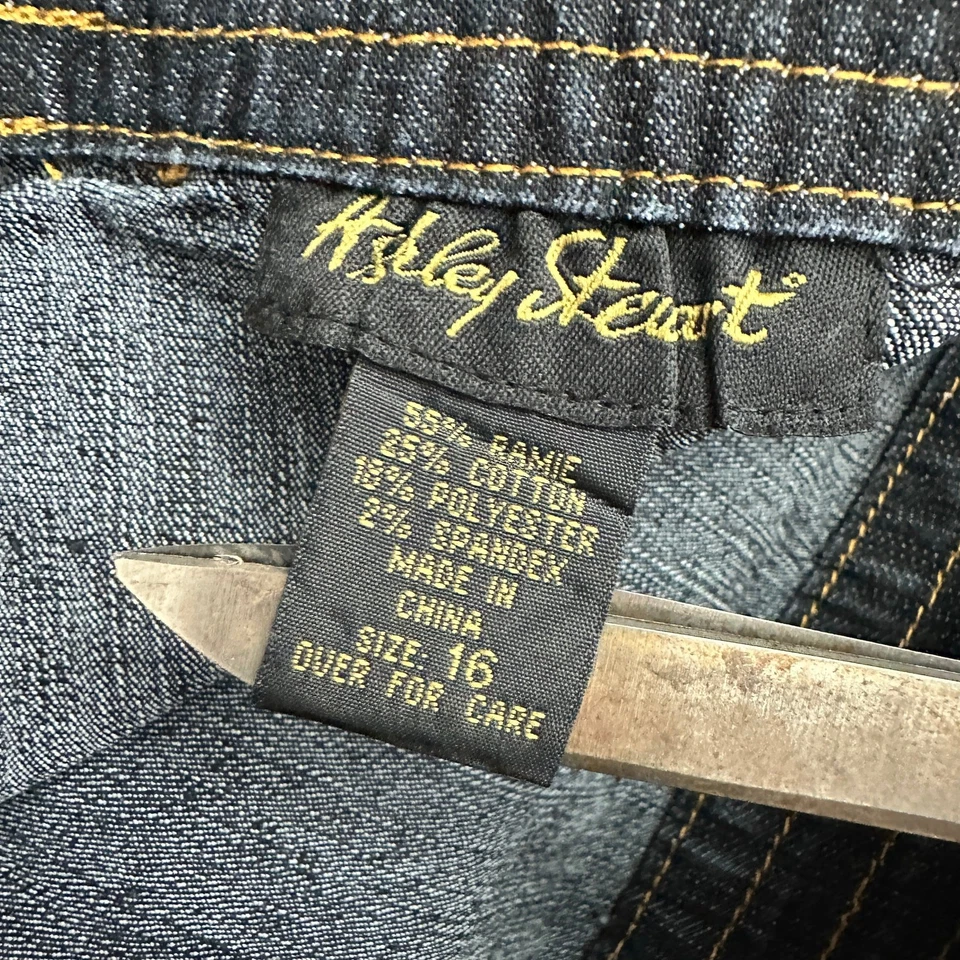 Ashley Stewart
55% RAMIE
25% COTTON
18% POLYESTER
2% SPANDEX
MADE IN
CHINA
SIZE: 16
OVER FOR CARE